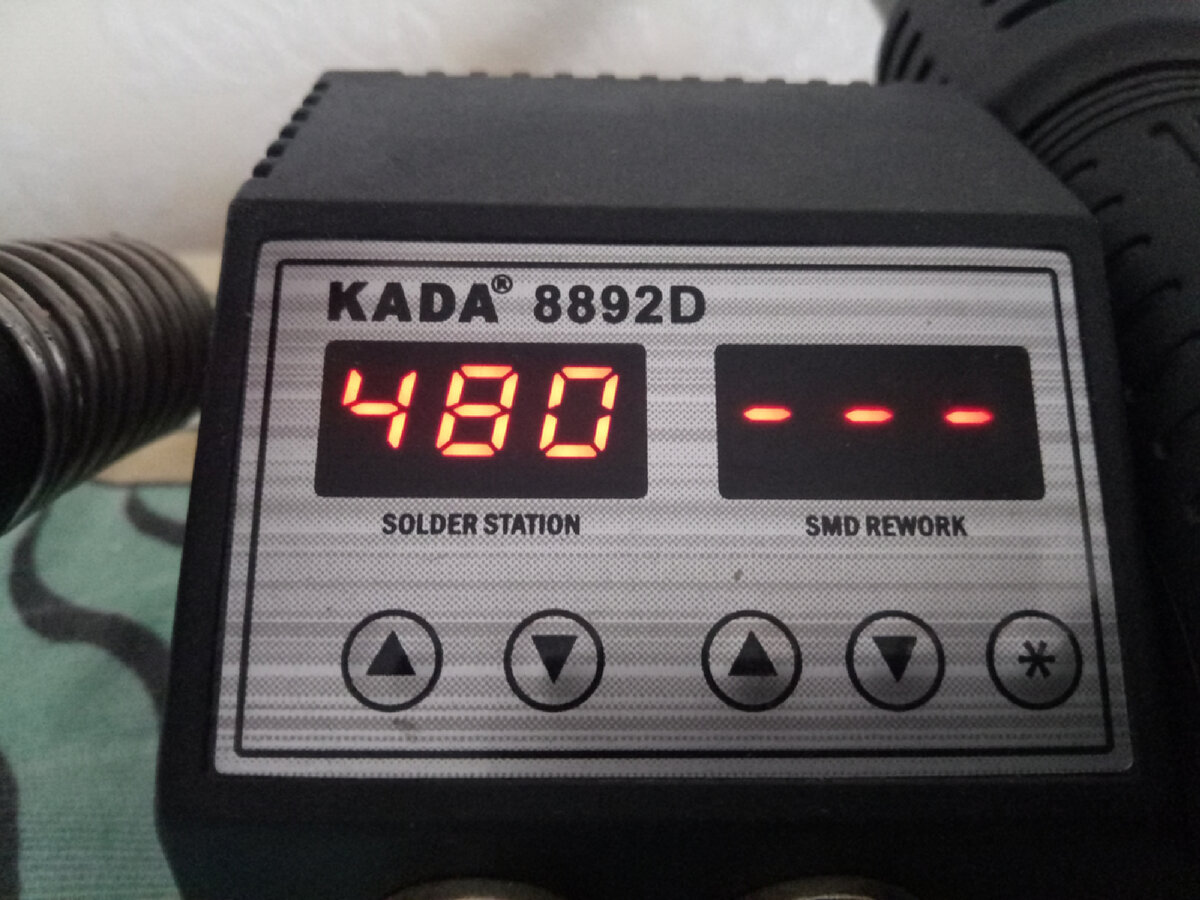 KADA® 8892D
480 - - -
SOLDER STATION SMD REWORK
*